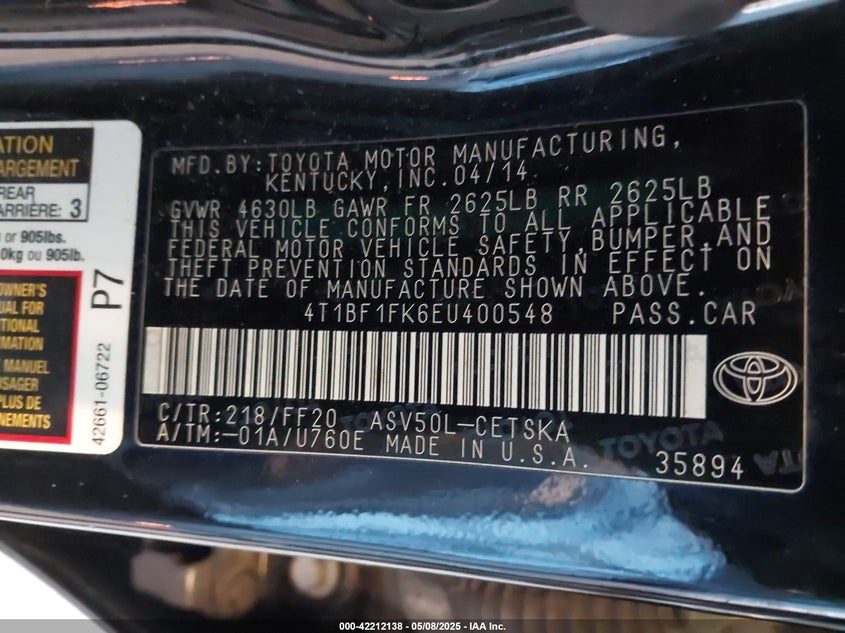 ATION
ARGEMENT
REAR
ARRIÈRE: 3
or 905lbs.
0kg ou 905lb.
OWNER'S
UAL FOR
TIONAL
RMATION
MANUEL
USAGER
PLUS DE
NEMENTS
P7
42661-06722
MFD.BY:TOYOTA MOTOR MANUFACTURING,
KENTUCKY,INC.04/14
GVWR 4630LB GAWR FR 2625LB RR 2625LB
THIS VEHICLE CONFORMS TO ALL APPLICABLE
FEDERAL MOTOR VEHICLE SAFETY,BUMPER,AND
THEFT PREVENTION STANDARDS IN EFFECT ON
THE DATE OF MANUFACTURE SHOWN ABOVE.
4T1BF1FK6EU400548 PASS.CAR
C/TR:218/FF20 ASV50L-CETSKA
A/TM:-01A/U760E MADE IN U.S.A.
35894
TOYOTA
000-42212138 - 05/08/2025 - IAA Inc.